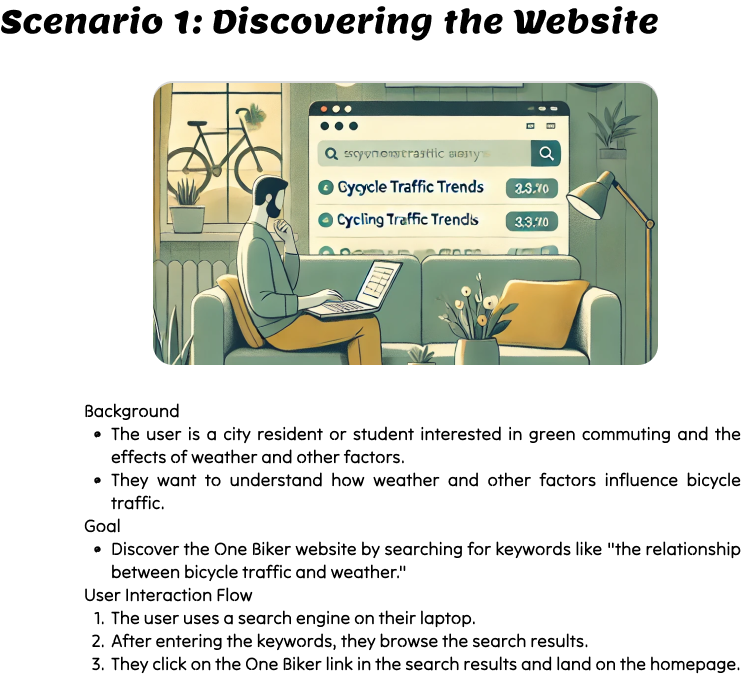 Scenario 1: Discovering the Website
Gycycle Traffic Trends
Cycling Traffic Trends
Background
• The user is a city resident or student interested in green commuting and the
effects of weather and other factors.
• They want to understand how weather and other factors influence bicycle
traffic.
Goal
• Discover the One Biker website by searching for keywords like "the relationship
between bicycle traffic and weather."
User Interaction Flow
1. The user uses a search engine on their laptop.
2. After entering the keywords, they browse the search results.
3. They click on the One Biker link in the search results and land on the homepage.